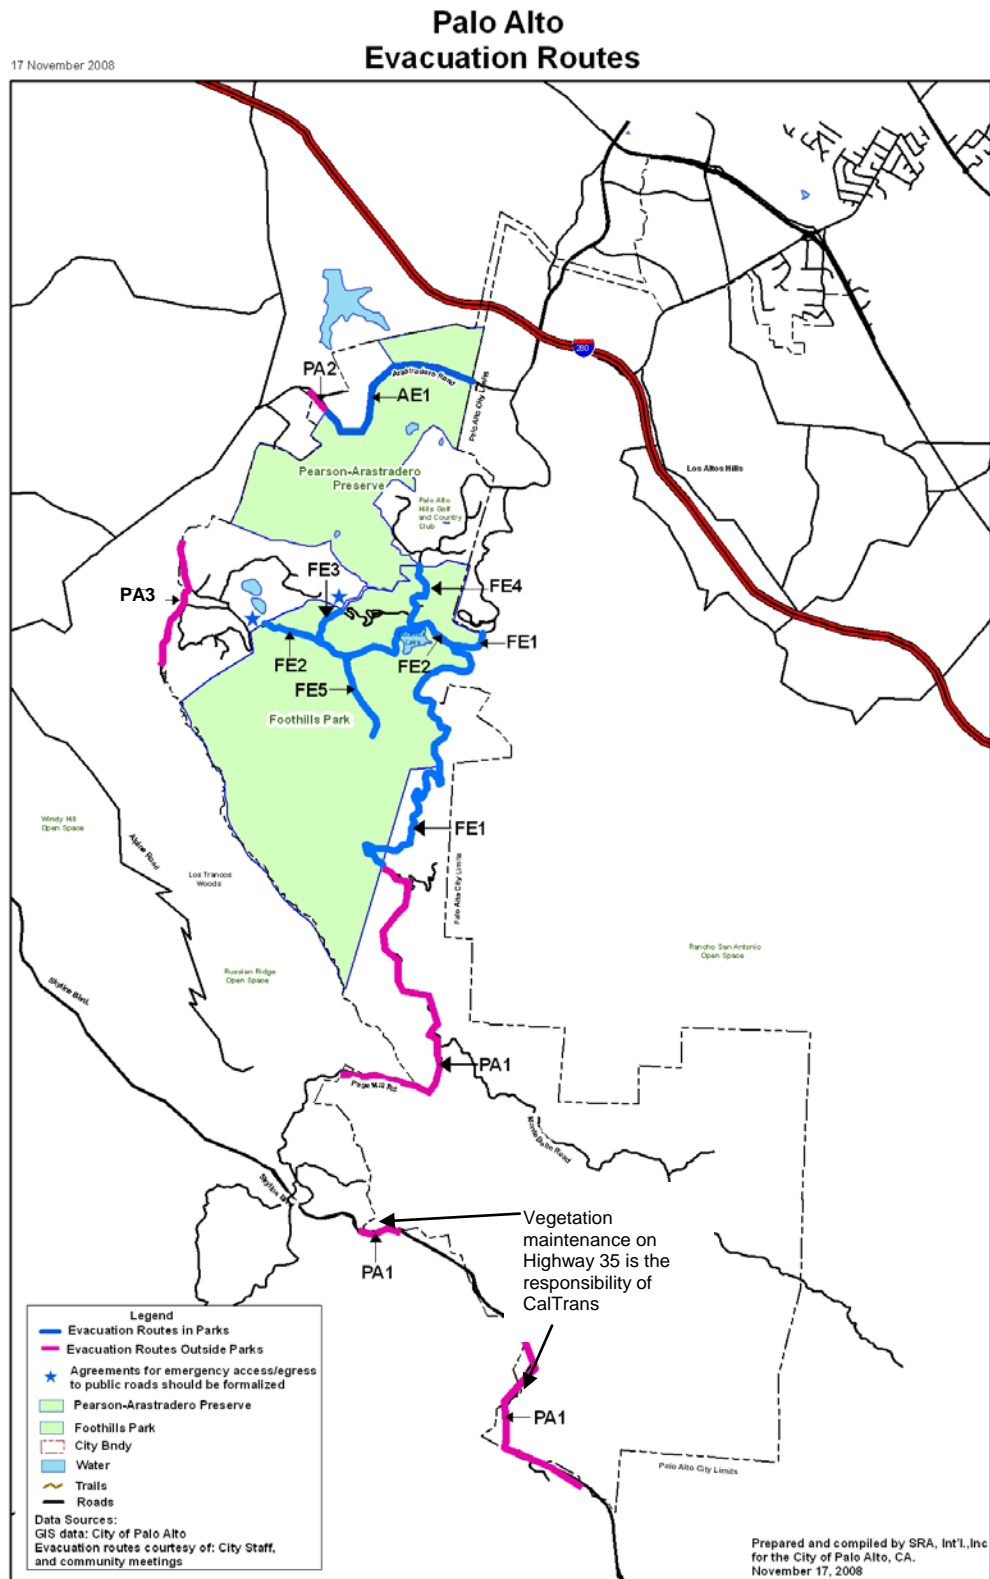 Palo Alto
Evacuation Routes
17 November 2008
280
PA2
Arastradero Road
AE1
Palo Alto City Limits
Los Altos Hills
Pearson-Arastradero
Preserve
Palo Alto
Hills Golf
and Country
Club
FE3
FE4
PA3
FE1
FE2
FE2
FE5
Foothills Park
Windy Hill
Open Space
Alpine Road
FE1
Los Trancos
Woods
Palo Alto City Limits
Rancho San Antonio
Open Space
Russian Ridge
Open Space
Skyline Blvd.
PA1
Page Mill Rd.
Monte Bello Road
Skyline Blvd.
Vegetation
maintenance on
Highway 35 is the
responsibility of
CalTrans
PA1
PA1
Palo Alto City Limits
Legend
Evacuation Routes in Parks
Evacuation Routes Outside Parks
Agreements for emergency access/egress
to public roads should be formalized
Pearson-Arastradero Preserve
Foothills Park
City Bndy
Water
Trails
Roads
Data Sources:
GIS data: City of Palo Alto
Evacuation routes courtesy of: City Staff,
and community meetings
Prepared and compiled by SRA, Int'l.,Inc
for the City of Palo Alto, CA.
November 17, 2008